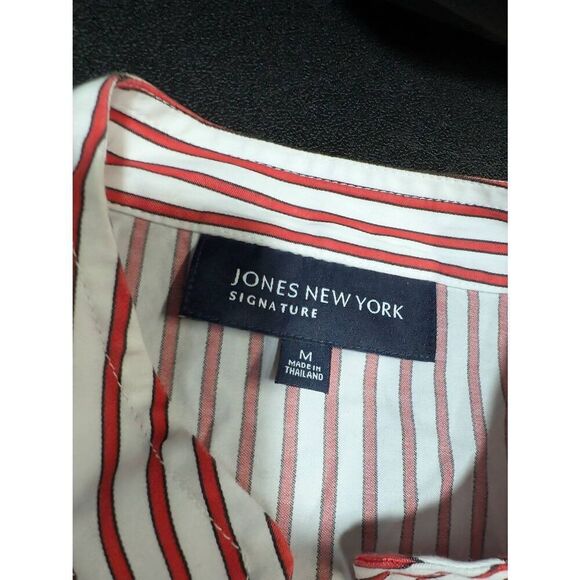 JONES NEW YORK
SIGNATURE
M
MADE IN
THAILAND